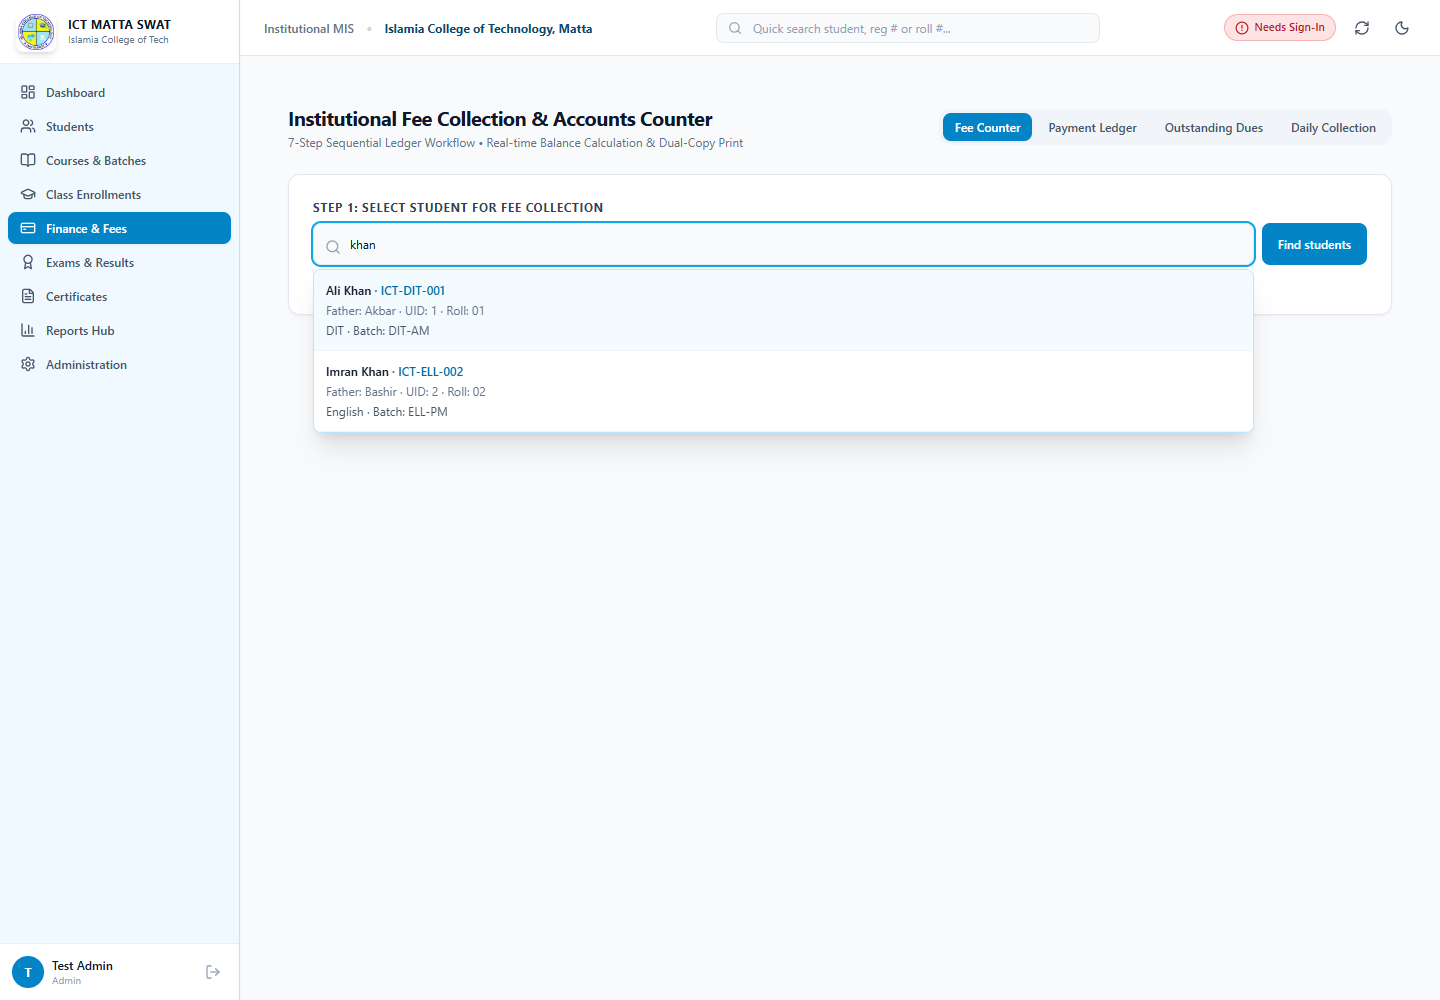 ICT MATTA SWAT
Islamia College of Tech
Institutional MIS • Islamia College of Technology, Matta
Quick search student, reg # or roll #...
Needs Sign-In
Dashboard
Students
Courses & Batches
Class Enrollments
Finance & Fees
Exams & Results
Certificates
Reports Hub
Administration
Institutional Fee Collection & Accounts Counter
7-Step Sequential Ledger Workflow • Real-time Balance Calculation & Dual-Copy Print
Fee Counter
Payment Ledger
Outstanding Dues
Daily Collection
STEP 1: SELECT STUDENT FOR FEE COLLECTION
khan
Find students
Ali Khan · ICT-DIT-001
Father: Akbar · UID: 1 · Roll: 01
DIT · Batch: DIT-AM
Imran Khan · ICT-ELL-002
Father: Bashir · UID: 2 · Roll: 02
English · Batch: ELL-PM
T
Test Admin
Admin